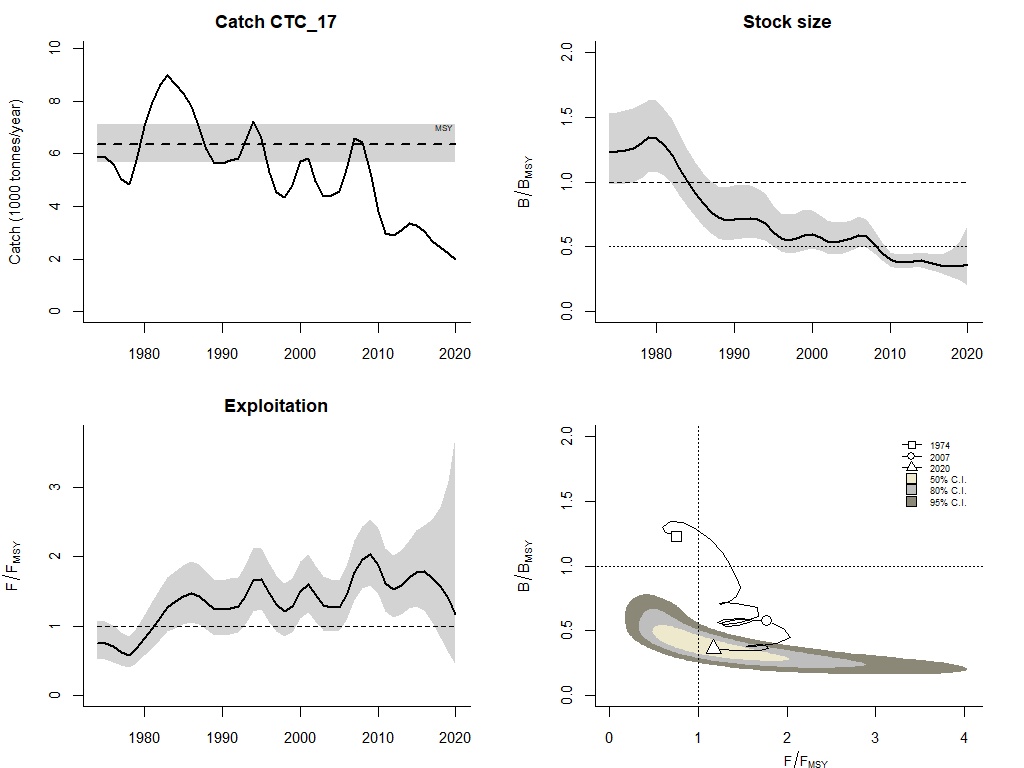 Catch CTC_17
Catch (1000 tonnes/year)
10
8
6
4
2
0
MSY
1980 1990 2000 2010 2020
Stock size
B/BMSY
2.0
1.5
1.0
0.5
0.0
1980 1990 2000 2010 2020
Exploitation
F/FMSY
3
2
1
0
1980 1990 2000 2010 2020
B/BMSY
2.0
1.5
1.0
0.5
0.0
1974
2007
2020
50% C.I.
80% C.I.
95% C.I.
0 1 2 3 4
F/FMSY